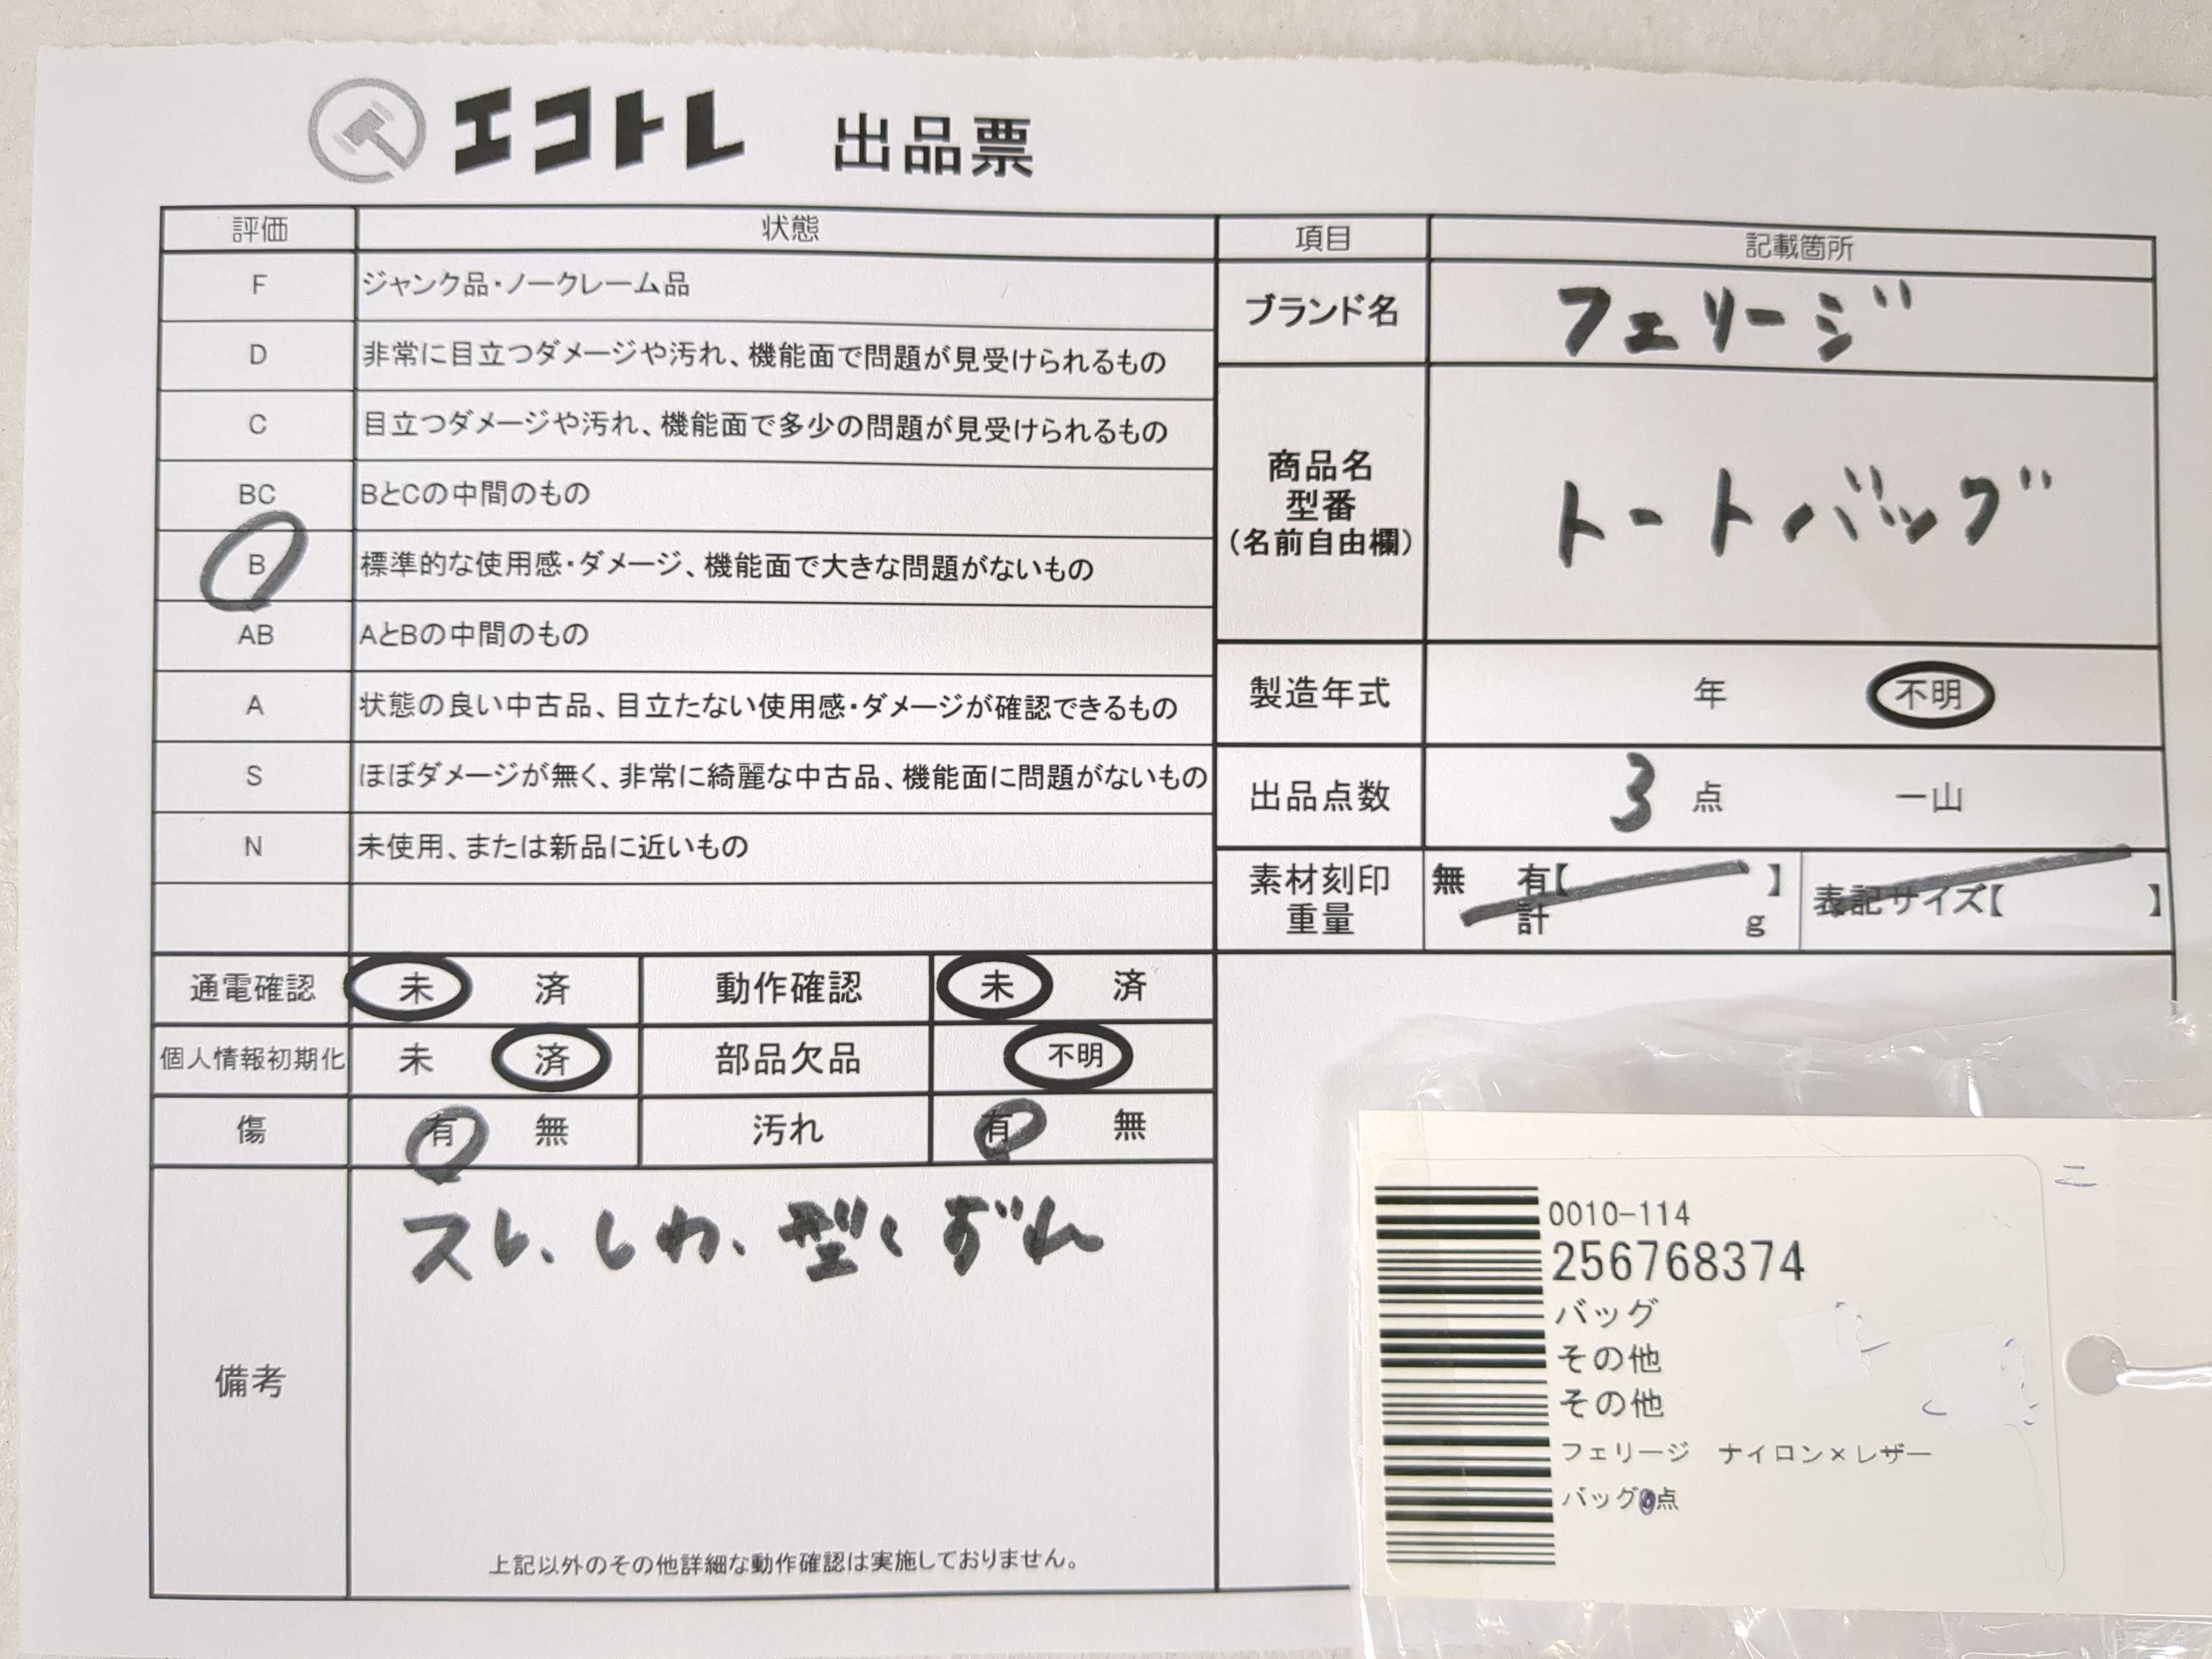 エコトレ 出品票
評価 状態 項目 記載箇所
F ジャンク品・ノークレーム品
D 非常に目立つダメージや汚れ、機能面で問題が見受けられるもの
C 目立つダメージや汚れ、機能面で多少の問題が見受けられるもの
BC BとCの中間のもの
B 標準的な使用感・ダメージ、機能面で大きな問題がないもの
AB AとBの中間のもの
A 状態の良い中古品、目立たない使用感・ダメージが確認できるもの
S ほぼダメージが無く、非常に綺麗な中古品、機能面に問題がないもの
N 未使用、または新品に近いもの
ブランド名 フェリージ
商品名
型番
(名前自由欄)
トートバッグ
製造年式 年 不明
出品点数 3 点 一山
素材刻印 無 有【 】 表記サイズ【 】
重量 計 g
通電確認 未 済 動作確認 未 済
個人情報初期化 未 済 部品欠品 不明
傷 有 無 汚れ 有 無
備考
スレ、しわ、型くずれ
上記以外のその他詳細な動作確認は実施しておりません。
0010-114
256768374
バッグ
その他
その他
フェリージ ナイロン×レザー
バッグ 点